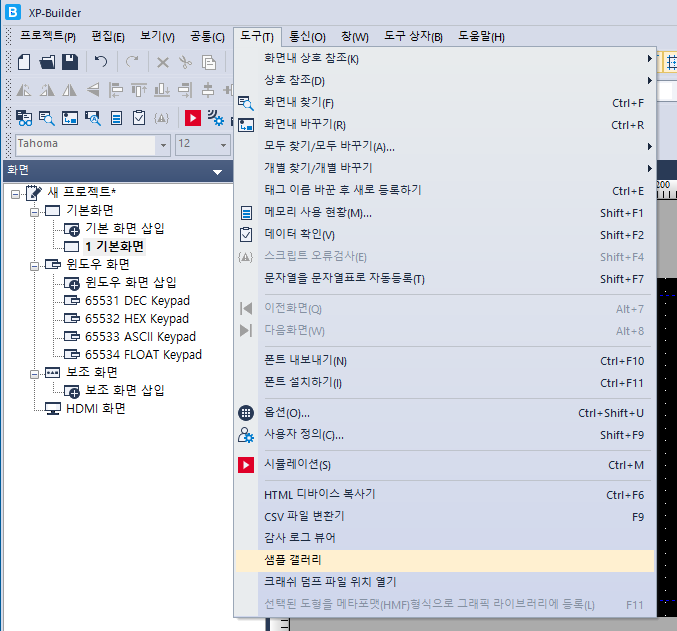 XP-Builder
프로젝트(P) 편집(E) 보기(V) 공통(C) 도구(T) 통신(O) 창(W) 도구 상자(B) 도움말(H)
Tahoma 12
화면
새 프로젝트*
기본화면
기본 화면 삽입
1 기본화면
윈도우 화면
윈도우 화면 삽입
65531 DEC Keypad
65532 HEX Keypad
65533 ASCII Keypad
65534 FLOAT Keypad
보조 화면
보조 화면 삽입
HDMI 화면
화면내 상호 참조(K)
상호 참조(D)
화면내 찾기(F) Ctrl+F
화면내 바꾸기(R) Ctrl+R
모두 찾기/모두 바꾸기(A)...
개별 찾기/개별 바꾸기
태그 이름 바꾼 후 새로 등록하기 Ctrl+E
메모리 사용 현황(M)... Shift+F1
데이터 확인(V) Shift+F2
스크립트 오류검사(E) Shift+F4
문자열을 문자열표로 자동등록(T) Shift+F7
이전화면(Q) Alt+7
다음화면(W) Alt+8
폰트 내보내기(N) Ctrl+F10
폰트 설치하기(I) Ctrl+F11
옵션(O)... Ctrl+Shift+U
사용자 정의(C)... Shift+F9
시뮬레이션(S) Ctrl+M
HTML 디바이스 복사기 Ctrl+F6
CSV 파일 변환기 F9
감사 로그 뷰어
샘플 갤러리
크래쉬 덤프 파일 위치 열기
선택된 도형을 메타포맷(HMF)형식으로 그래픽 라이브러리에 등록(L) F11
200